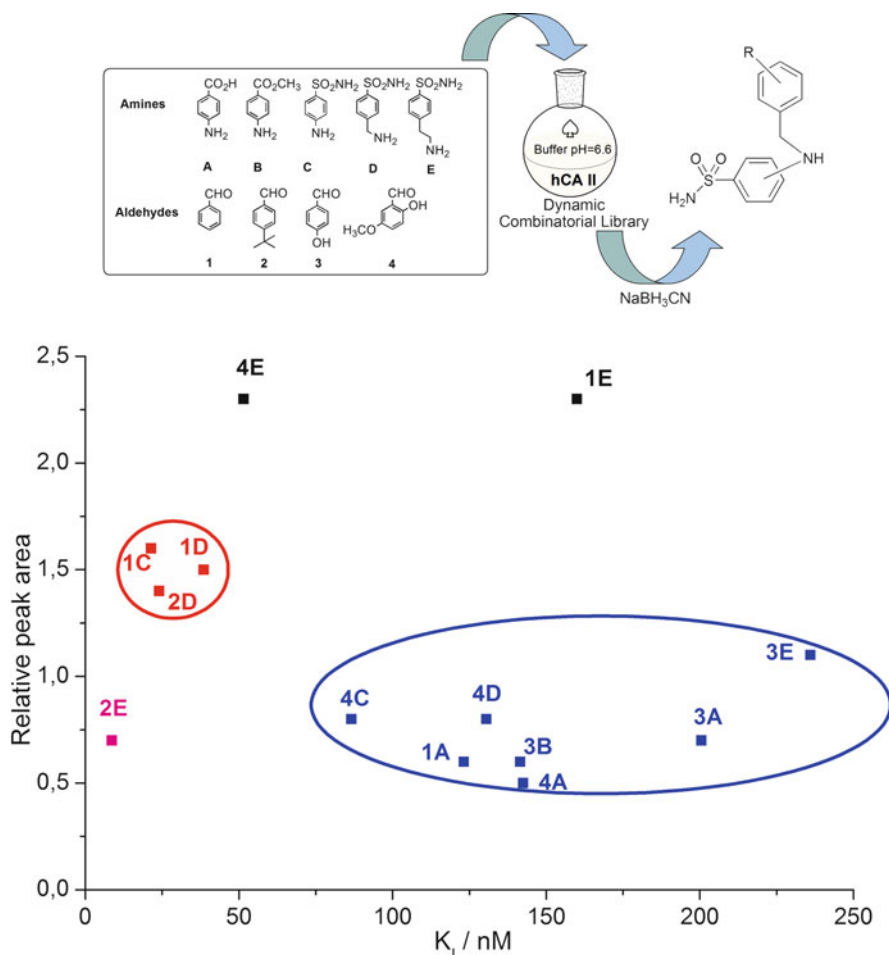 Amines
CO₂H CO₂CH₃ SO₂NH₂ SO₂NH₂ SO₂NH₂
NH₂ NH₂ NH₂ NH₂ NH₂
A B C D E
Aldehydes
CHO CHO CHO CHO
OH
H₃CO
OH
1 2 3 4
Buffer pH=6.6
hCA II
Dynamic
Combinatorial Library
NaBH₃CN
R
NH
O O
S
H₂N
Relative peak area
2,5
2,0
1,5
1,0
0,5
0,0
4E 1E
1C 1D
2D
2E
4C 4D 3E
1A 3B 3A
4A
0 50 100 150 200 250
K_I / nM